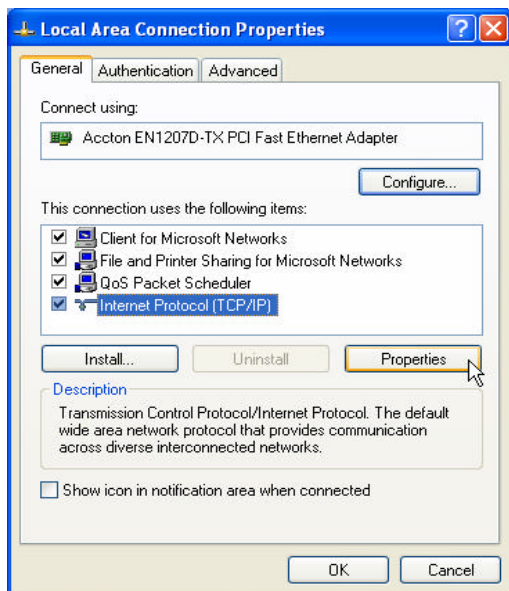 Local Area Connection Properties
General Authentication Advanced
Connect using:
Accton EN1207D-TX PCI Fast Ethernet Adapter
Configure...
This connection uses the following items:
Client for Microsoft Networks
File and Printer Sharing for Microsoft Networks
QoS Packet Scheduler
Internet Protocol (TCP/IP)
Install... Uninstall Properties
Description
Transmission Control Protocol/Internet Protocol. The default
wide area network protocol that provides communication
across diverse interconnected networks.
Show icon in notification area when connected
OK Cancel